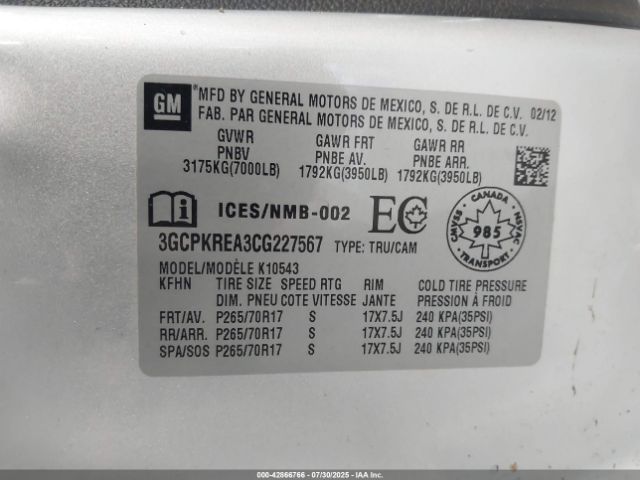 GM
*MFD BY GENERAL MOTORS DE MEXICO, S. DE R.L. DE C.V. 02/12
FAB. PAR GENERAL MOTORS DE MEXICO, S. DE R.L. DE C.V.
GVWR GAWR FRT GAWR RR
PNBV PNBE AV. PNBE ARR.
3175KG(7000LB) 1792KG(3950LB) 1792KG(3950LB)
ICES/NMB-002 EC
CANADA
CMVSS 985 NSVAC
TRANSPORT
3GCPKREA3CG227567 TYPE: TRU/CAM
MODEL/MODÈLE K10543
KFHN TIRE SIZE SPEED RTG RIM COLD TIRE PRESSURE
DIM. PNEU COTE VITESSE JANTE PRESSION À FROID
FRT/AV. P265/70R17 S 17X7.5J 240 KPA(35PSI)
RR/ARR. P265/70R17 S 17X7.5J 240 KPA(35PSI)
SPA/SOS P265/70R17 S 17X7.5J 240 KPA(35PSI)
000-42866766 | 07/30/2025 | IAAI.CA